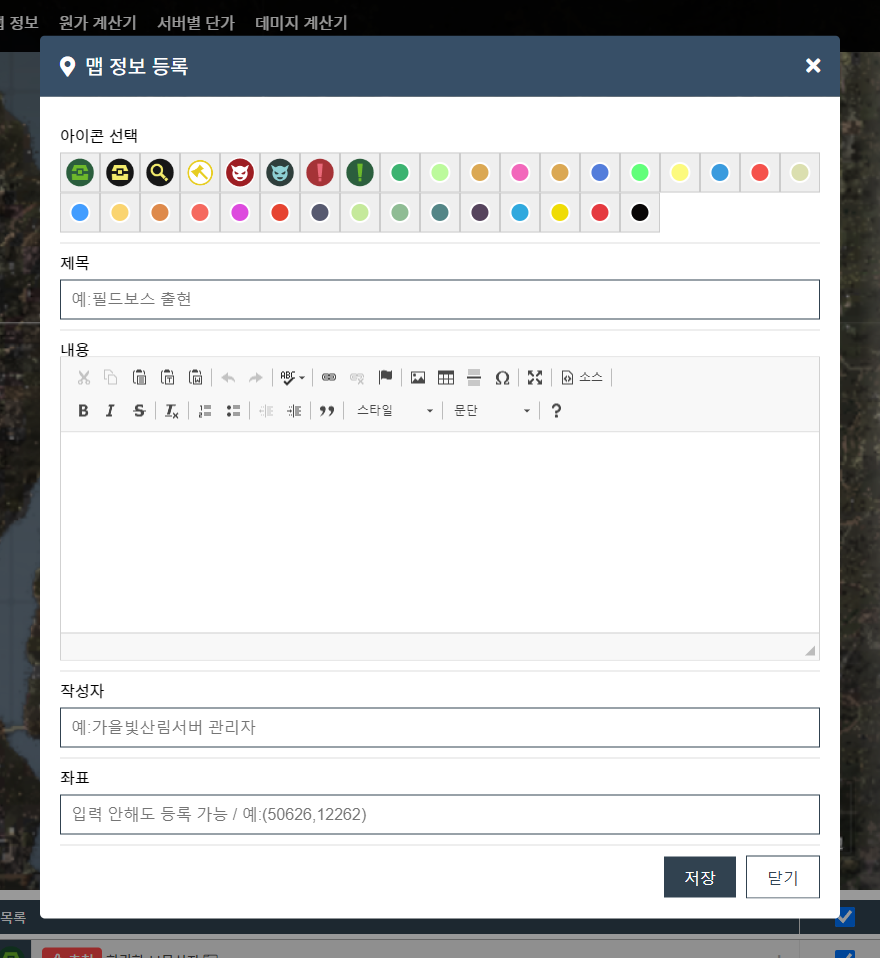 맵 정보 원가 계산기 서버별 단가 데미지 계산기
맵 정보 등록
아이콘 선택
제목
예:필드보스 출현
내용
ABC
소스
B I S Tx
스타일 문단 ?
작성자
예:가을빛산림서버 관리자
좌표
입력 안해도 등록 가능 / 예:(50626,12262)
저장 닫기
목록